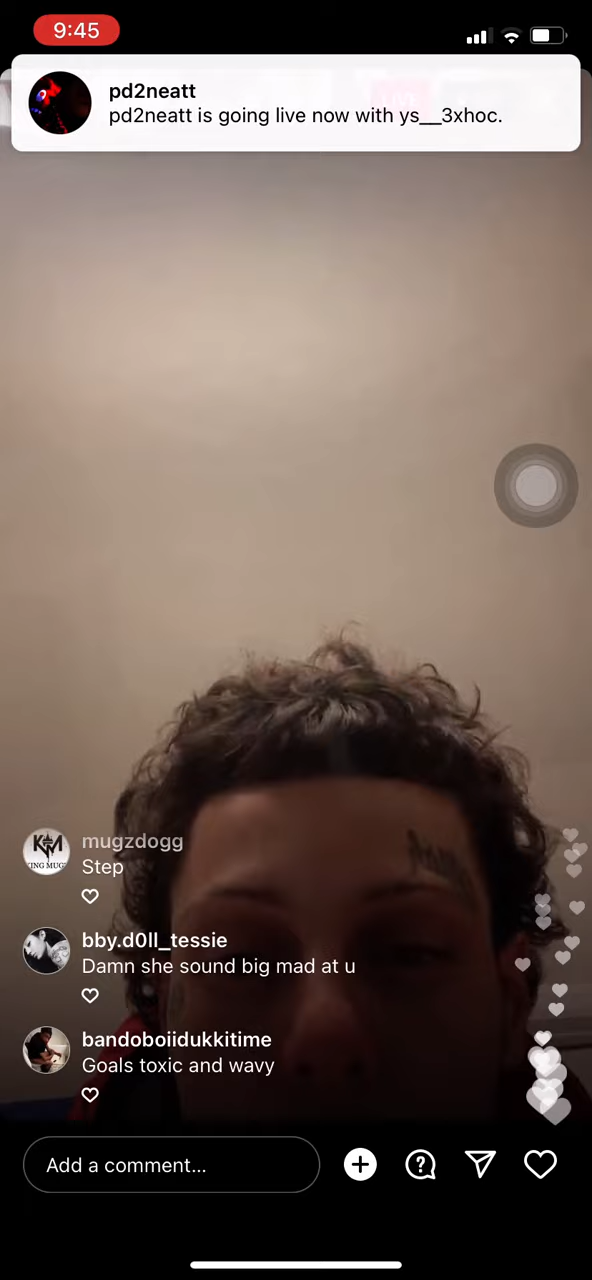 9:45
pd2neatt
pd2neatt is going live now with ys__3xhoc.
mugzdogg
Step
bby.d0ll_tessie
Damn she sound big mad at u
bandoboiidukkitime
Goals toxic and wavy
Add a comment...